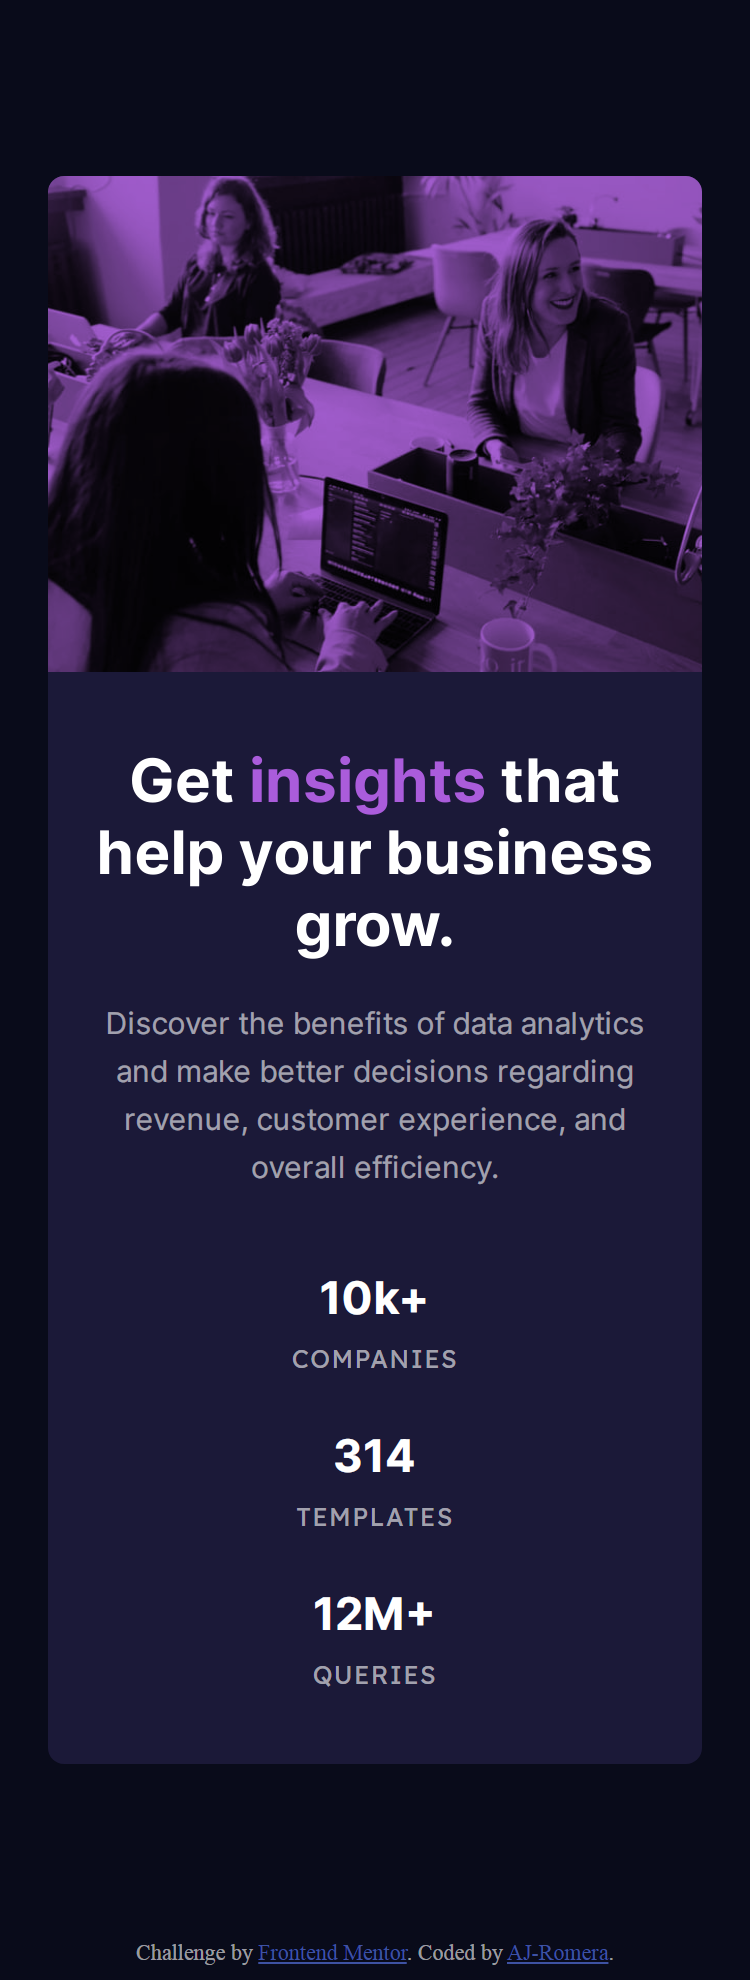 Get insights that
help your business
grow.
Discover the benefits of data analytics
and make better decisions regarding
revenue, customer experience, and
overall efficiency.
10k+
COMPANIES
314
TEMPLATES
12M+
QUERIES
Challenge by Frontend Mentor. Coded by AJ-Romera.